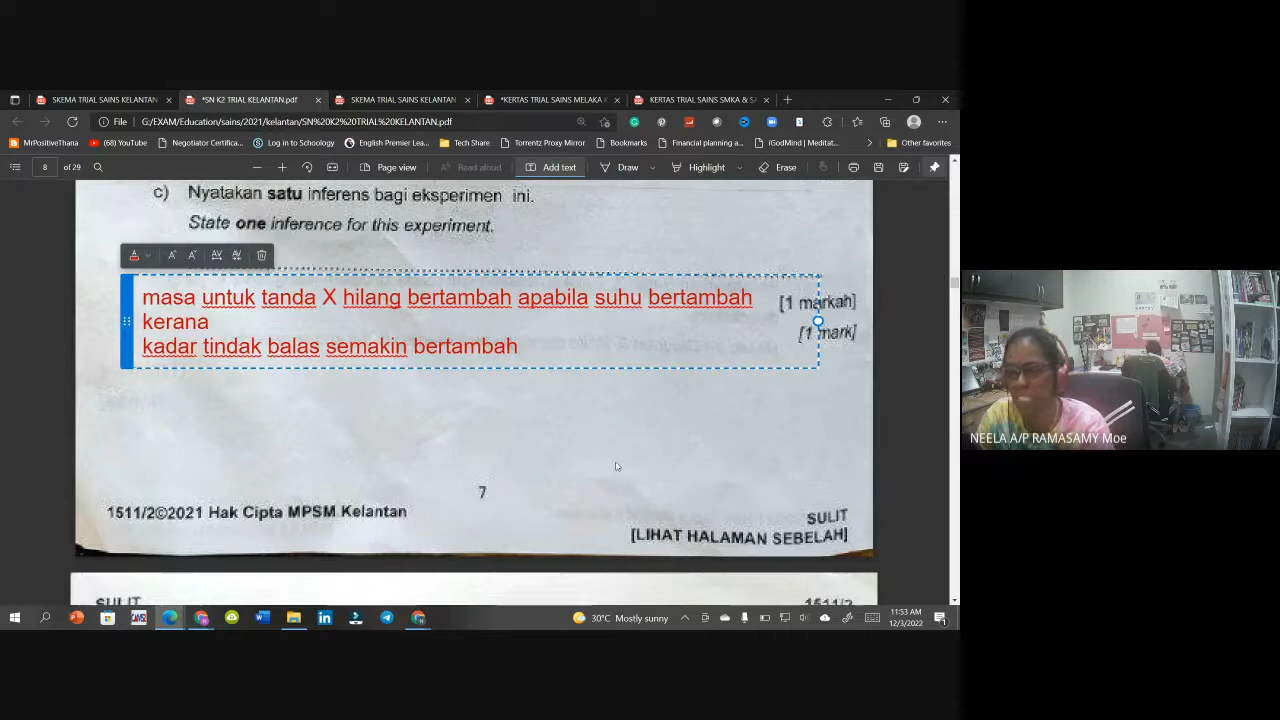 SKEMA TRIAL SAINS KELANTAN
*SN K2 TRIAL KELANTAN.pdf
SKEMA TRIAL SAINS KELANTAN
*KERTAS TRIAL SAINS MELAKA K
KERTAS TRIAL SAINS SMKA & SA
File
G:/EXAM/Education/sains/2021/kelantan/SN%20K2%20TRIAL%20KELANTAN.pdf
MrPositiveThana
(68) YouTube
Negotiator Certifica...
Log in to Schoology
English Premier Lea...
Tech Share
Torrentz Proxy Mirror
Bookmarks
Financial planning a...
iGodMind | Meditat...
Other favorites
8 of 29
Page view
Read aloud
Add text
Draw
Highlight
Erase
c) Nyatakan satu inferens bagi eksperimen ini.
State one inference for this experiment.
masa untuk tanda X hilang bertambah apabila suhu bertambah
kerana
kadar tindak balas semakin bertambah
[1 markah]
[1 mark]
7
1511/2©2021 Hak Cipta MPSM Kelantan
SULIT
[LIHAT HALAMAN SEBELAH]
SULIT
1511/2
30°C Mostly sunny
11:53 AM
12/3/2022
NEELA A/P RAMASAMY Moe